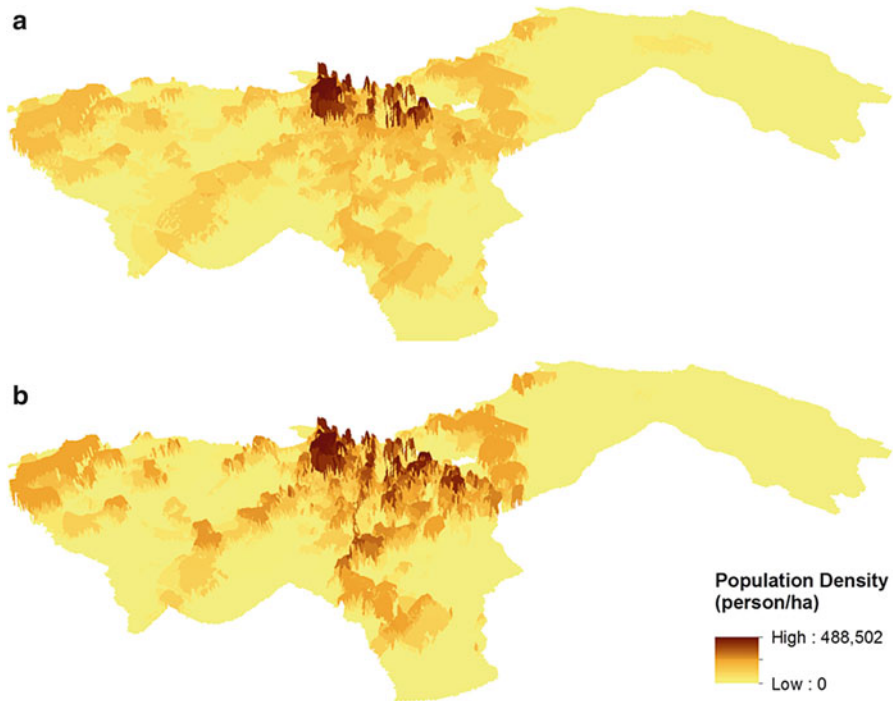 a
b
Population Density
(person/ha)
High : 488,502
Low : 0